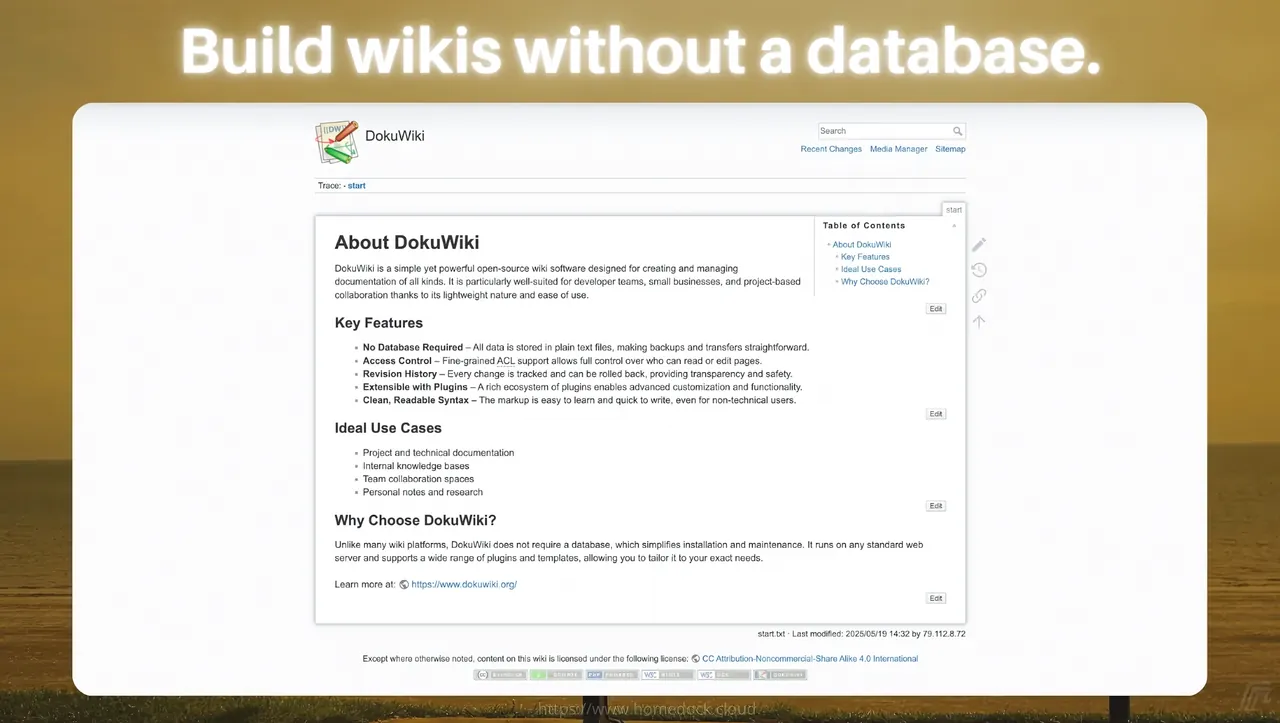 Build wikis without a database.
DokuWiki
Search
Recent Changes Media Manager Sitemap
Trace: • start
start
Table of Contents
About DokuWiki
Key Features
Ideal Use Cases
Why Choose DokuWiki?
About DokuWiki
DokuWiki is a simple yet powerful open-source wiki software designed for creating and managing
documentation of all kinds. It is particularly well-suited for developer teams, small businesses, and project-based
collaboration thanks to its lightweight nature and ease of use.
Edit
Key Features
No Database Required – All data is stored in plain text files, making backups and transfers straightforward.
Access Control – Fine-grained ACL support allows full control over who can read or edit pages.
Revision History – Every change is tracked and can be rolled back, providing transparency and safety.
Extensible with Plugins – A rich ecosystem of plugins enables advanced customization and functionality.
Clean, Readable Syntax – The markup is easy to learn and quick to write, even for non-technical users.
Edit
Ideal Use Cases
Project and technical documentation
Internal knowledge bases
Team collaboration spaces
Personal notes and research
Edit
Why Choose DokuWiki?
Unlike many wiki platforms, DokuWiki does not require a database, which simplifies installation and maintenance. It runs on any standard web
server and supports a wide range of plugins and templates, allowing you to tailor it to your exact needs.
Learn more at: https://www.dokuwiki.org/
Edit
start.txt · Last modified: 2025/05/19 14:32 by 79.112.8.72
Except where otherwise noted, content on this wiki is licensed under the following license: CC Attribution-Noncommercial-Share Alike 4.0 International
https://www.homedock.cloud